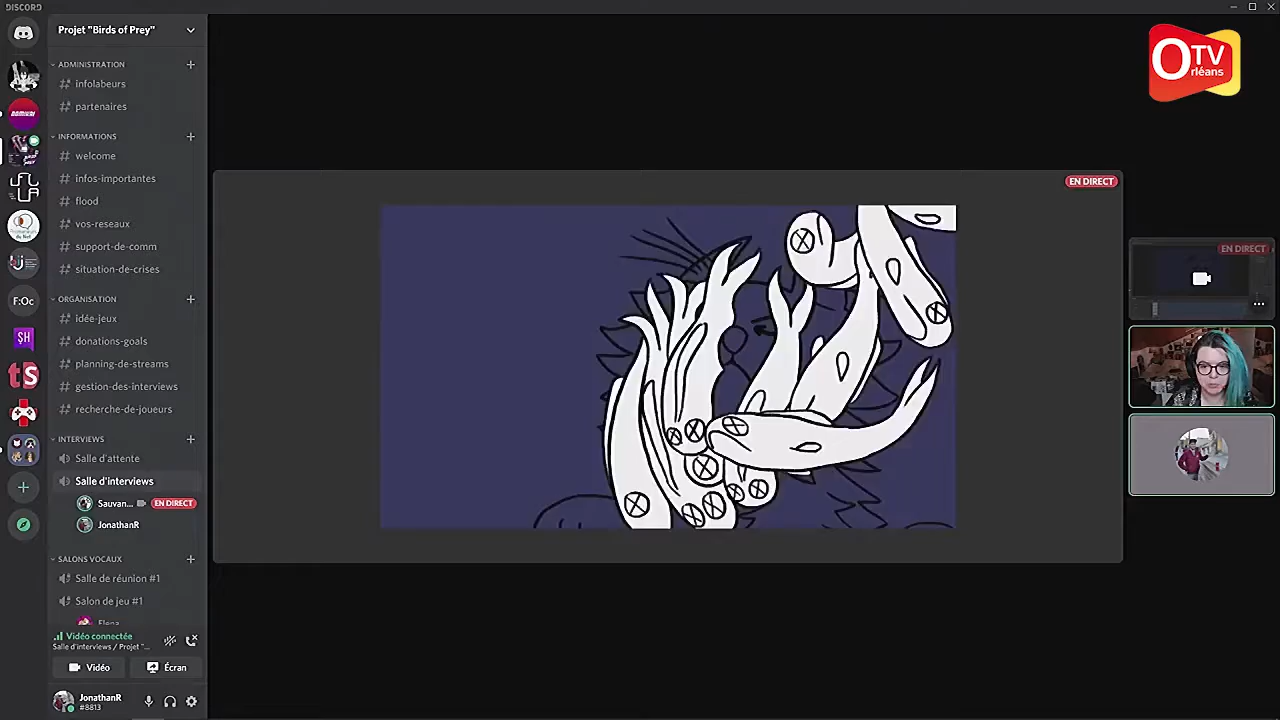 DISCORD
Projet "Birds of Prey"
ADMINISTRATION
# infolabeurs
# partenaires
INFORMATIONS
# welcome
# infos-importantes
# flood
# vos-reseaux
# support-de-comm
# situation-de-crises
ORGANISATION
# idée-jeux
# donations-goals
# planning-de-streams
# gestion-des-interviews
# recherche-de-joueurs
INTERVIEWS
Salle d'attente
Salle d'interviews
Sauvan... EN DIRECT
JonathanR
SALONS VOCAUX
Salle de réunion #1
Salon de jeu #1
Elena
Vidéo connectée
Salle d'interviews / Projet "...
Vidéo
Écran
JonathanR
#8813
F:Oc
SH
tS
EN DIRECT
EN DIRECT
OTV
rléans